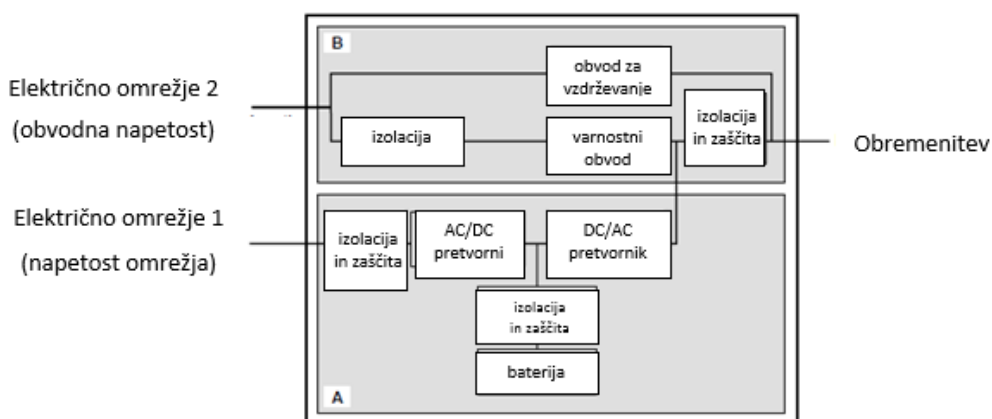 B
Električno omrežje 2
(obvodna napetost)
obvod za
vzdrževanje
izolacija
varnostni
obvod
izolacija
in zaščita
Obremenitev
Električno omrežje 1
(napetost omrežja)
izolacija
in zaščita
AC/DC
pretvorni
DC/AC
pretvornik
izolacija
in zaščita
baterija
A